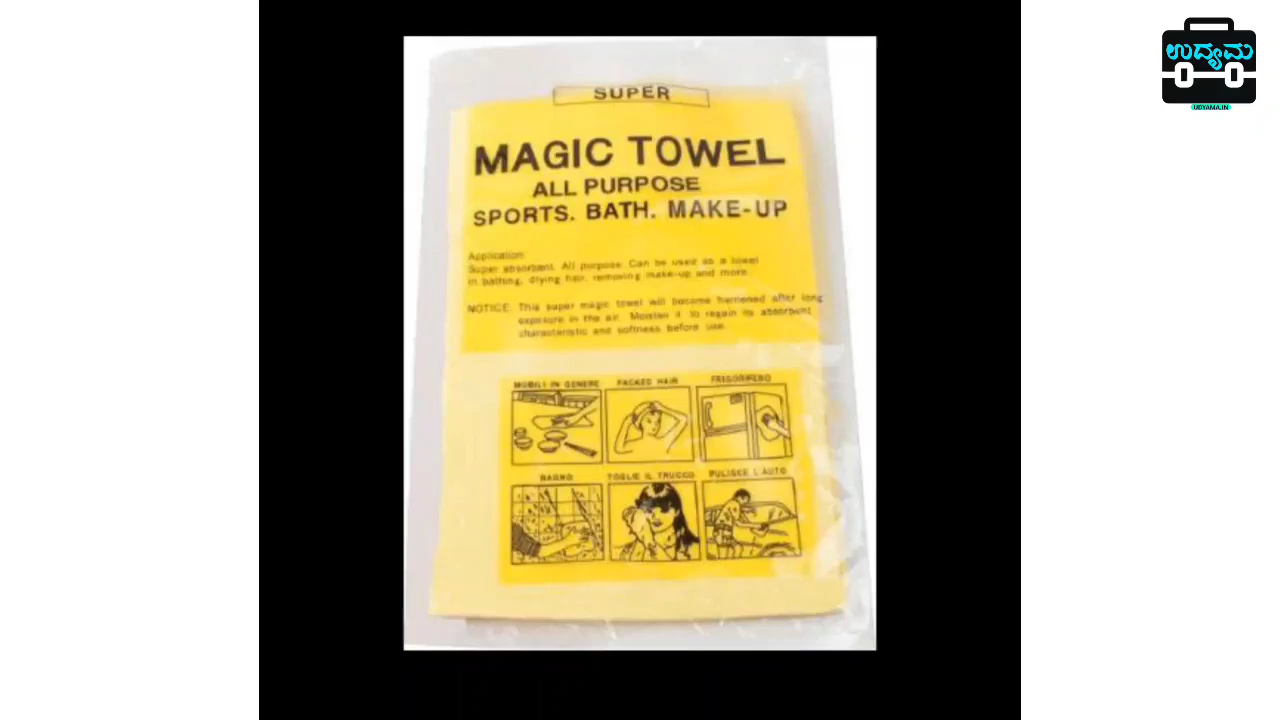 SUPER
MAGIC TOWEL
ALL PURPOSE
SPORTS. BATH. MAKE-UP
Application:
Super absorbent. All purpose. Can be used as a towel
in bathing, drying hair, removing make-up and more.
NOTICE: This super magic towel will become hardened after long
exposure in the air. Moisten it to regain its absorbent
characteristic and softness before use.
MOBILI IN GENERE PACKED HAIR FREGORIFERO
BAGNO TOGLIE IL TRUCCO PULISCE L'AUTO
ಉದ್ಯಮ
UDYAMA.IN